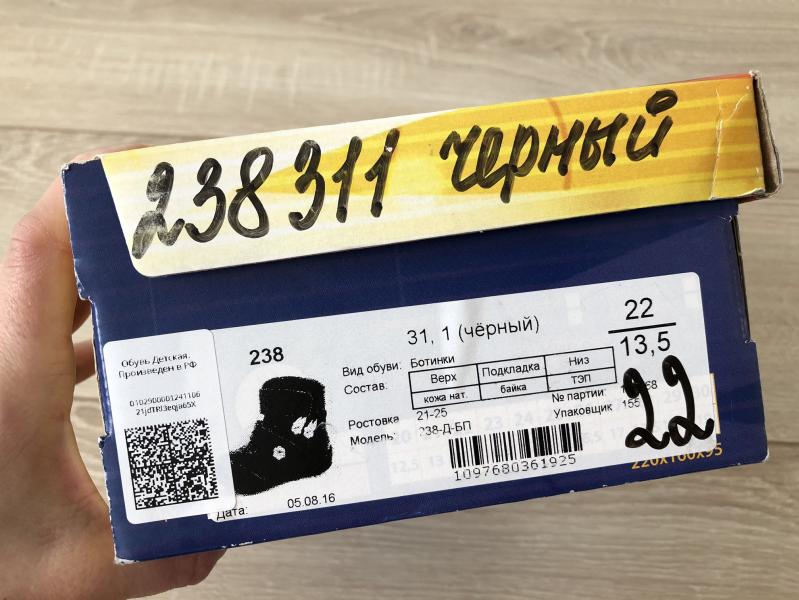 238 311 черный
Обувь Детская.
Произведен в РФ
238
31, 1 (чёрный)
22
13,5
Вид обуви: Ботинки
Состав:
Верх Подкладка Низ
кожа нат. байка ТЭП
Ростовка 21-25
№ партии:
Модель:
Упаковщик 155
22
1097680361925
Дата: 05.08.16
220x100x95